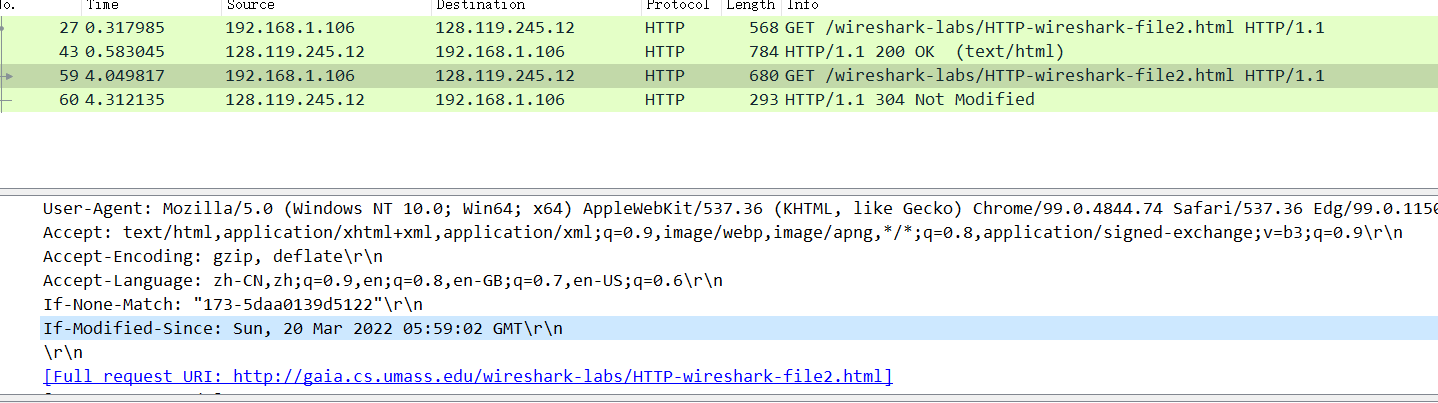 No. Time Source Destination Protocol Length Info
27 0.317985 192.168.1.106 128.119.245.12 HTTP 568 GET /wireshark-labs/HTTP-wireshark-file2.html HTTP/1.1
43 0.583045 128.119.245.12 192.168.1.106 HTTP 784 HTTP/1.1 200 OK (text/html)
59 4.049817 192.168.1.106 128.119.245.12 HTTP 680 GET /wireshark-labs/HTTP-wireshark-file2.html HTTP/1.1
60 4.312135 128.119.245.12 192.168.1.106 HTTP 293 HTTP/1.1 304 Not Modified
User-Agent: Mozilla/5.0 (Windows NT 10.0; Win64; x64) AppleWebKit/537.36 (KHTML, like Gecko) Chrome/99.0.4844.74 Safari/537.36 Edg/99.0.1150
Accept: text/html,application/xhtml+xml,application/xml;q=0.9,image/webp,image/apng,*/*;q=0.8,application/signed-exchange;v=b3;q=0.9\r\n
Accept-Encoding: gzip, deflate\r\n
Accept-Language: zh-CN,zh;q=0.9,en;q=0.8,en-GB;q=0.7,en-US;q=0.6\r\n
If-None-Match: "173-5daa0139d5122"\r\n
If-Modified-Since: Sun, 20 Mar 2022 05:59:02 GMT\r\n
\r\n
[Full request URI: http://gaia.cs.umass.edu/wireshark-labs/HTTP-wireshark-file2.html]